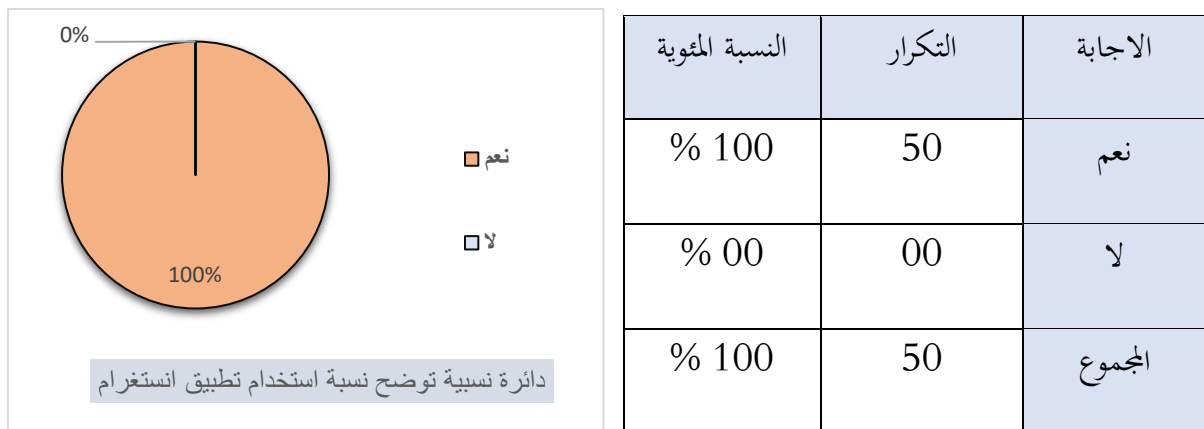 الاجابة التكرار النسبة المئوية
نعم 50 100 %
لا 00 00 %
المجموع 50 100 %
0%
100%
نعم
لا
دائرة نسبية توضح نسبة استخدام تطبيق انستغرام